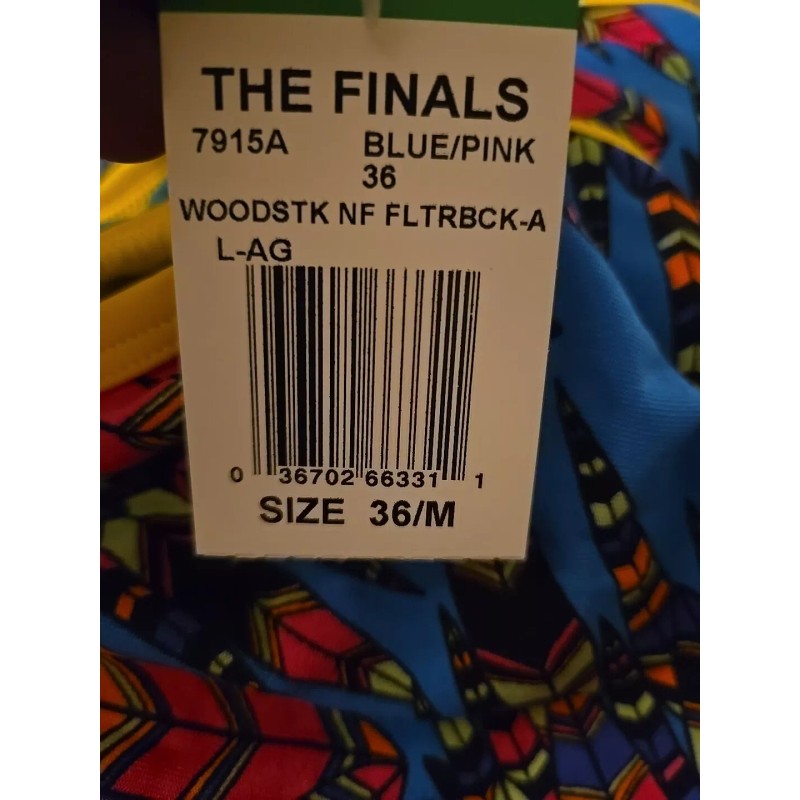 THE FINALS
7915A BLUE/PINK
36
WOODSTK NF FLTRBCK-A
L-AG
0 36702 66331 1
SIZE 36/M